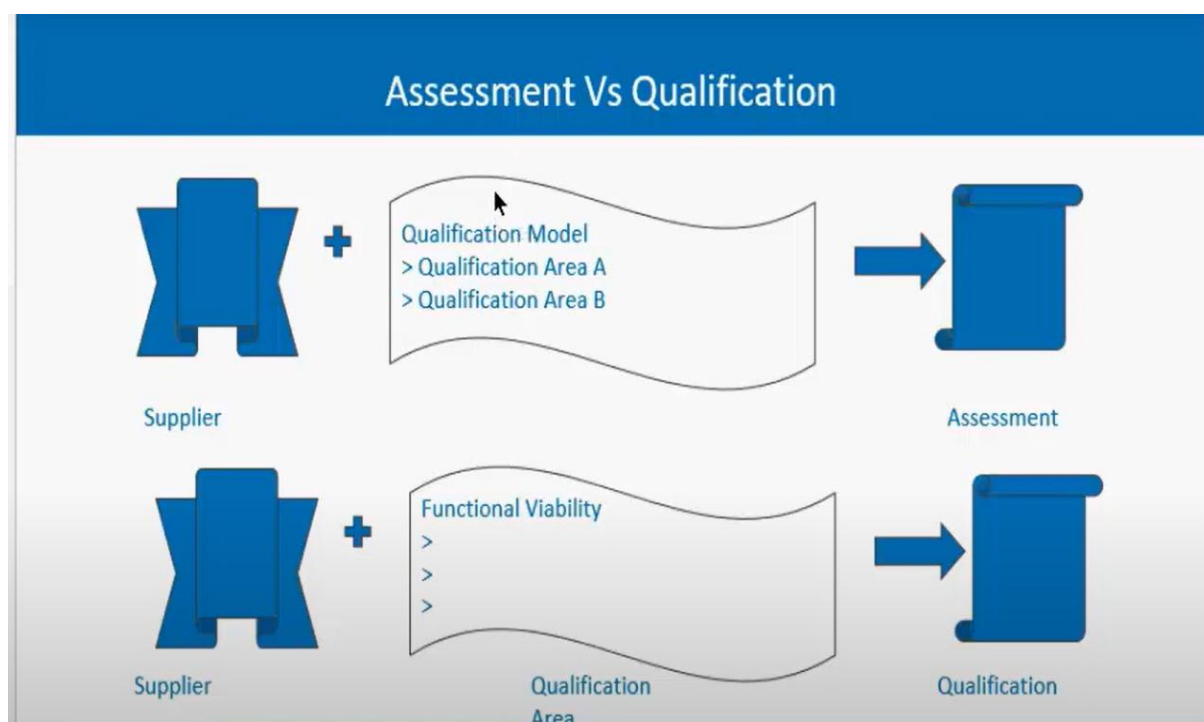 Assessment Vs Qualification
Qualification Model
> Qualification Area A
> Qualification Area B
Supplier
Assessment
Functional Viability
>
>
>
Supplier
Qualification
Area
Qualification